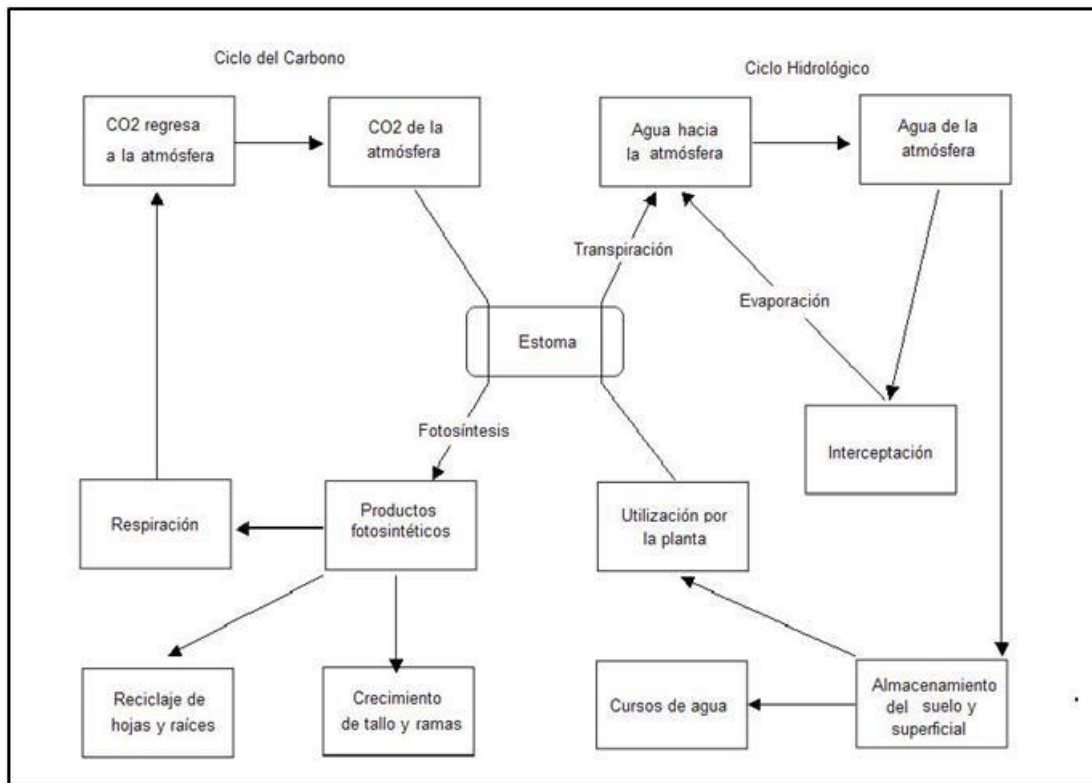 Ciclo del Carbono
Ciclo Hidrológico
CO2 regresa
a la atmósfera
CO2 de la
atmósfera
Agua hacia
la atmósfera
Agua de la
atmósfera
Transpiración
Evaporación
Estoma
Fotosíntesis
Interceptación
Respiración
Productos
fotosintéticos
Utilización por
la planta
Reciclaje de
hojas y raíces
Crecimiento
de tallo y ramas
Cursos de agua
Almacenamiento
del suelo y
superficial